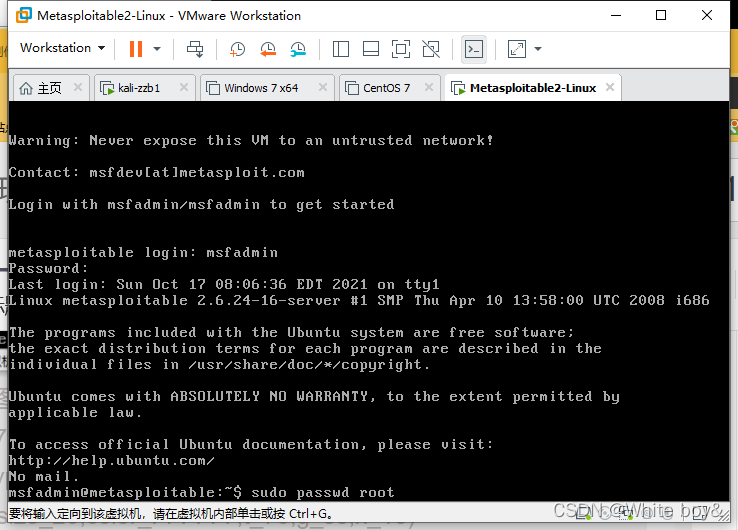 Metasploitable2-Linux - VMware Workstation
Workstation
主页
kali-zzb1
Windows 7 x64
CentOS 7
Metasploitable2-Linux
Warning: Never expose this VM to an untrusted network!
Contact: msfdev[at]metasploit.com
Login with msfadmin/msfadmin to get started
metasploitable login: msfadmin
Password:
Last login: Sun Oct 17 08:06:36 EDT 2021 on tty1
Linux metasploitable 2.6.24-16-server #1 SMP Thu Apr 10 13:58:00 UTC 2008 i686
The programs included with the Ubuntu system are free software;
the exact distribution terms for each program are described in the
individual files in /usr/share/doc/*/copyright.
Ubuntu comes with ABSOLUTELY NO WARRANTY, to the extent permitted by
applicable law.
To access official Ubuntu documentation, please visit:
http://help.ubuntu.com/
No mail.
msfadmin@metasploitable:~$ sudo passwd root
要将输入定向到该虚拟机，请在虚拟机内部单击或按 Ctrl+G。
CSDN @White boy&